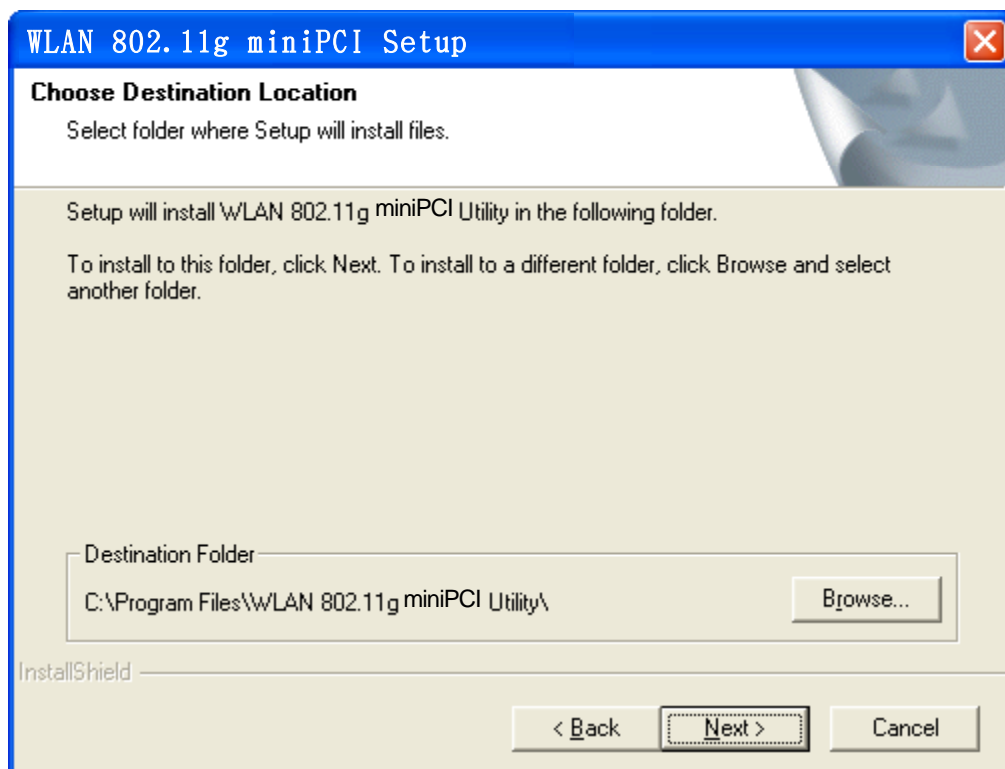 WLAN 802.11g miniPCI Setup
Choose Destination Location
Select folder where Setup will install files.
Setup will install WLAN 802.11g miniPCI Utility in the following folder.
To install to this folder, click Next. To install to a different folder, click Browse and select
another folder.
Destination Folder
C:\Program Files\WLAN 802.11g miniPCI Utility\
Browse...
InstallShield
< Back
Next >
Cancel